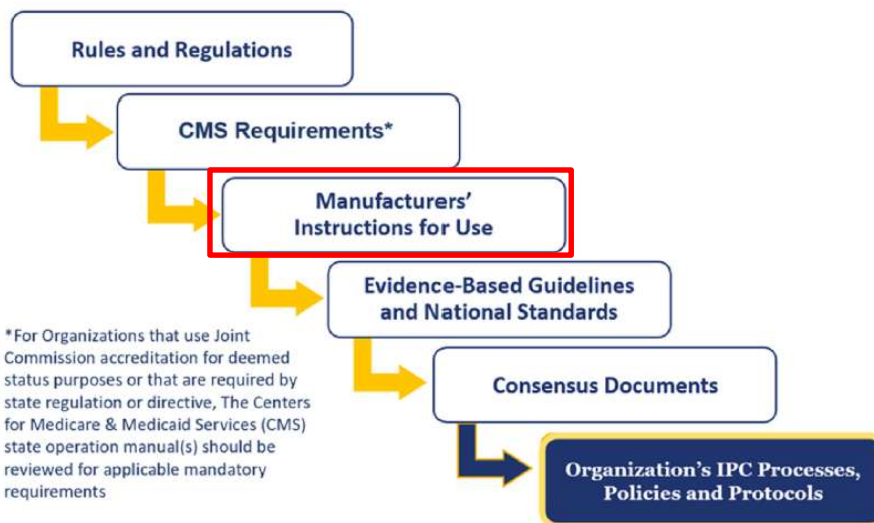 Rules and Regulations
CMS Requirements*
Manufacturers'
Instructions for Use
Evidence-Based Guidelines
and National Standards
Consensus Documents
Organization's IPC Processes,
Policies and Protocols
*For Organizations that use Joint
Commission accreditation for deemed
status purposes or that are required by
state regulation or directive, The Centers
for Medicare & Medicaid Services (CMS)
state operation manual(s) should be
reviewed for applicable mandatory
requirements